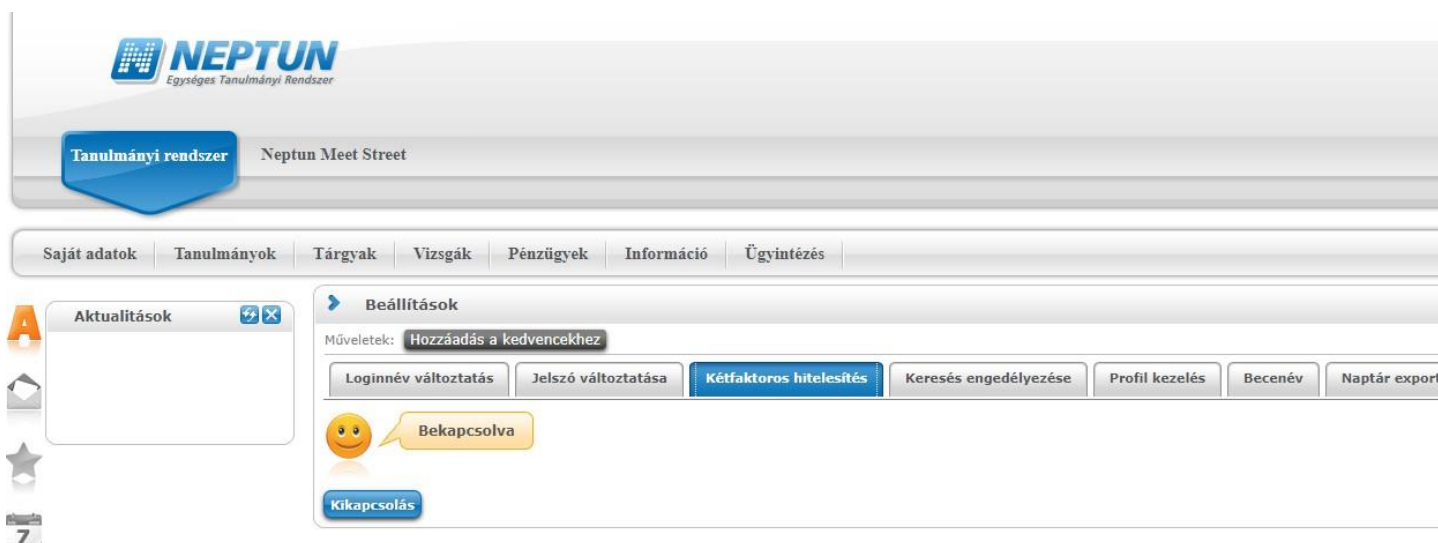 NEPTUN
Egységes Tanulmányi Rendszer
Tanulmányi rendszer Neptun Meet Street
Saját adatok Tanulmányok Tárgyak Vizsgák Pénzügyek Információ Ügyintézés
Aktualitások
Beállítások
Műveletek: Hozzáadás a kedvencekhez
Loginnév változtatás Jelszó változtatása Kétfaktoros hitelesítés Keresés engedélyezése Profil kezelés Becenév Naptár export
Bekapcsolva
Kikapcsolás
7